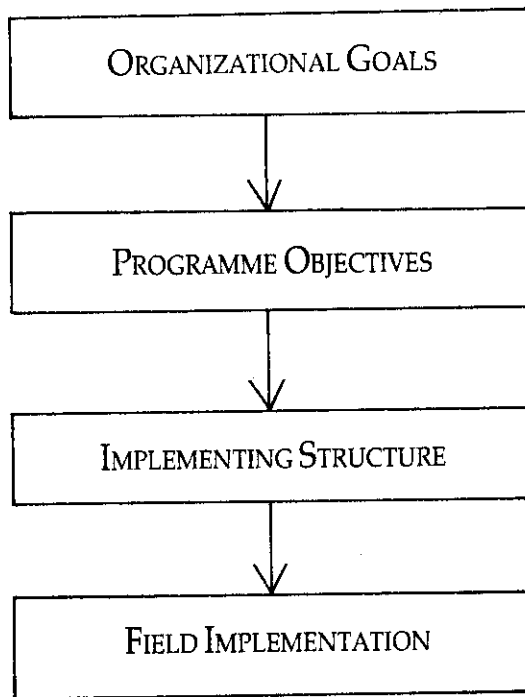 ORGANIZATIONAL GOALS
PROGRAMME OBJECTIVES
IMPLEMENTING STRUCTURE
FIELD IMPLEMENTATION